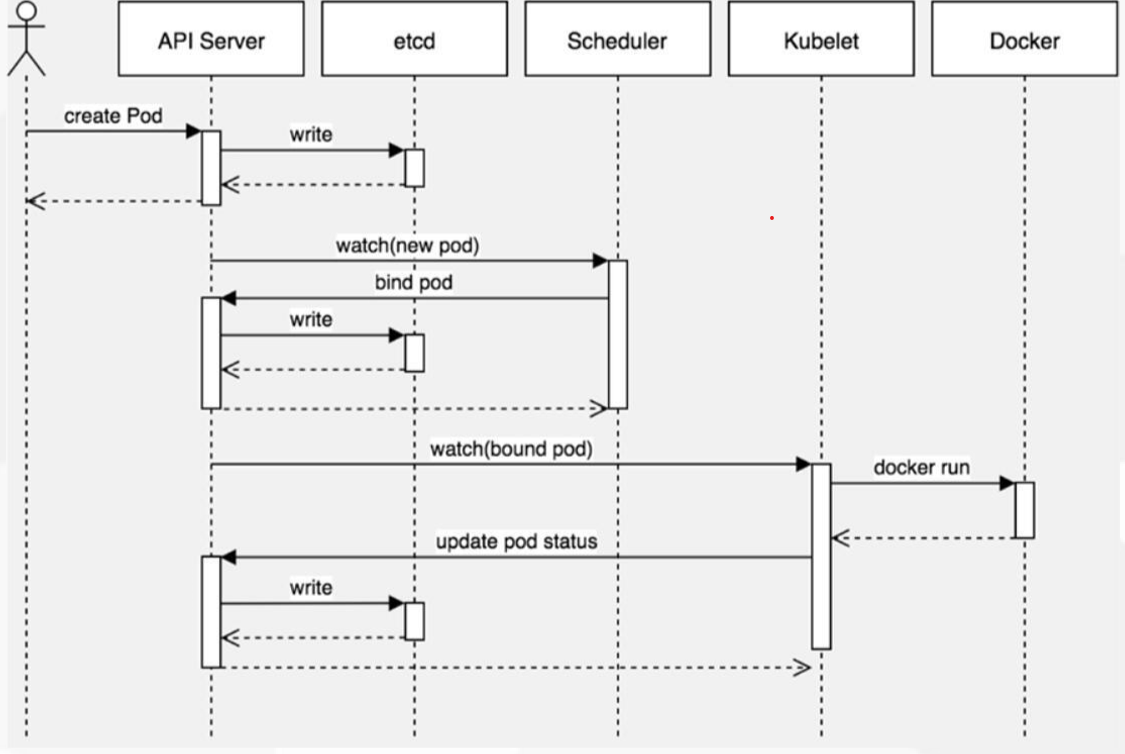 API Server
etcd
Scheduler
Kubelet
Docker
create Pod
write
watch(new pod)
bind pod
write
watch(bound pod)
docker run
update pod status
write